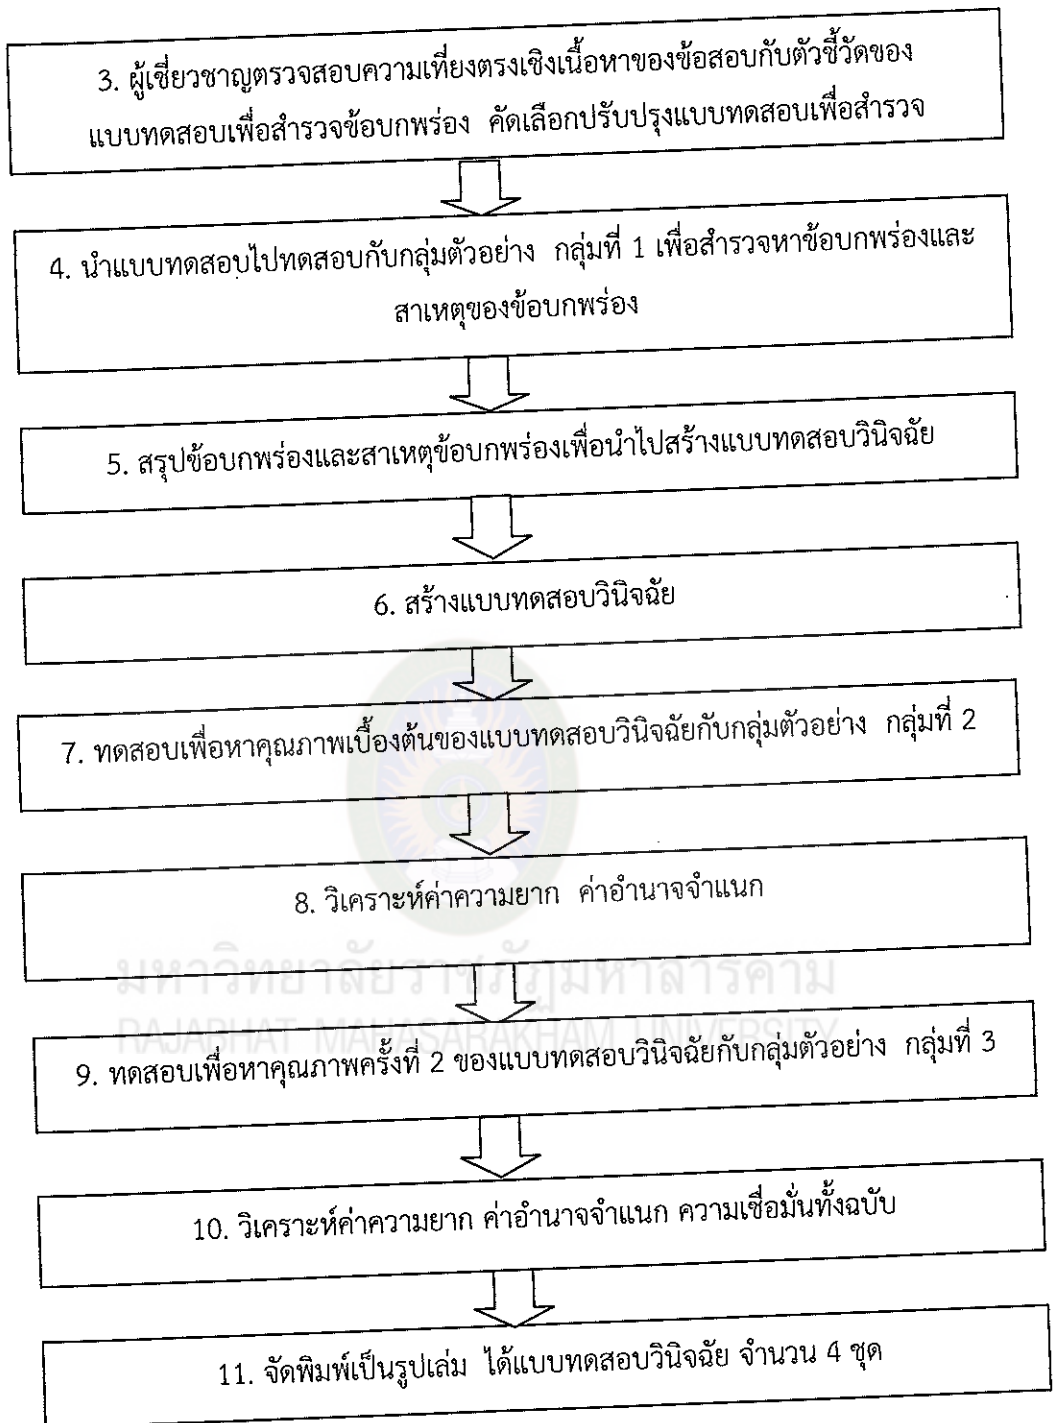 3. ผู้เชี่ยวชาญตรวจสอบความเที่ยงตรงเชิงเนื้อหาของข้อสอบกับตัวชี้วัดของ
แบบทดสอบเพื่อสำรวจข้อบกพร่อง คัดเลือกปรับปรุงแบบทดสอบเพื่อสำรวจ
4. นำแบบทดสอบไปทดสอบกับกลุ่มตัวอย่าง กลุ่มที่ 1 เพื่อสำรวจหาข้อบกพร่องและ
สาเหตุของข้อบกพร่อง
5. สรุปข้อบกพร่องและสาเหตุข้อบกพร่องเพื่อนำไปสร้างแบบทดสอบวินิจฉัย
6. สร้างแบบทดสอบวินิจฉัย
7. ทดสอบเพื่อหาคุณภาพเบื้องต้นของแบบทดสอบวินิจฉัยกับกลุ่มตัวอย่าง กลุ่มที่ 2
8. วิเคราะห์ค่าความยาก ค่าอำนาจจำแนก
มหาวิทยาลัยราชภัฏมหาสารคาม
RAJABHAT MAHASARAKHAM UNIVERSITY
9. ทดสอบเพื่อหาคุณภาพครั้งที่ 2 ของแบบทดสอบวินิจฉัยกับกลุ่มตัวอย่าง กลุ่มที่ 3
10. วิเคราะห์ค่าความยาก ค่าอำนาจจำแนก ความเชื่อมั่นทั้งฉบับ
11. จัดพิมพ์เป็นรูปเล่ม ได้แบบทดสอบวินิจฉัย จำนวน 4 ชุด